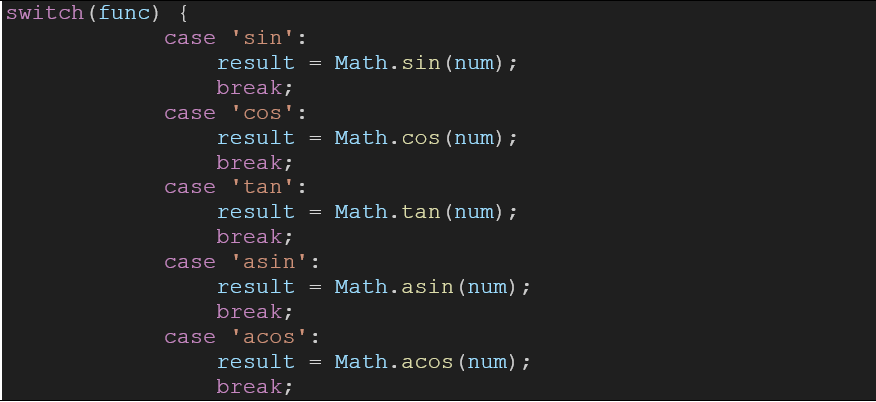 switch(func) {
            case 'sin':
                result = Math.sin(num);
                break;
            case 'cos':
                result = Math.cos(num);
                break;
            case 'tan':
                result = Math.tan(num);
                break;
            case 'asin':
                result = Math.asin(num);
                break;
            case 'acos':
                result = Math.acos(num);
                break;